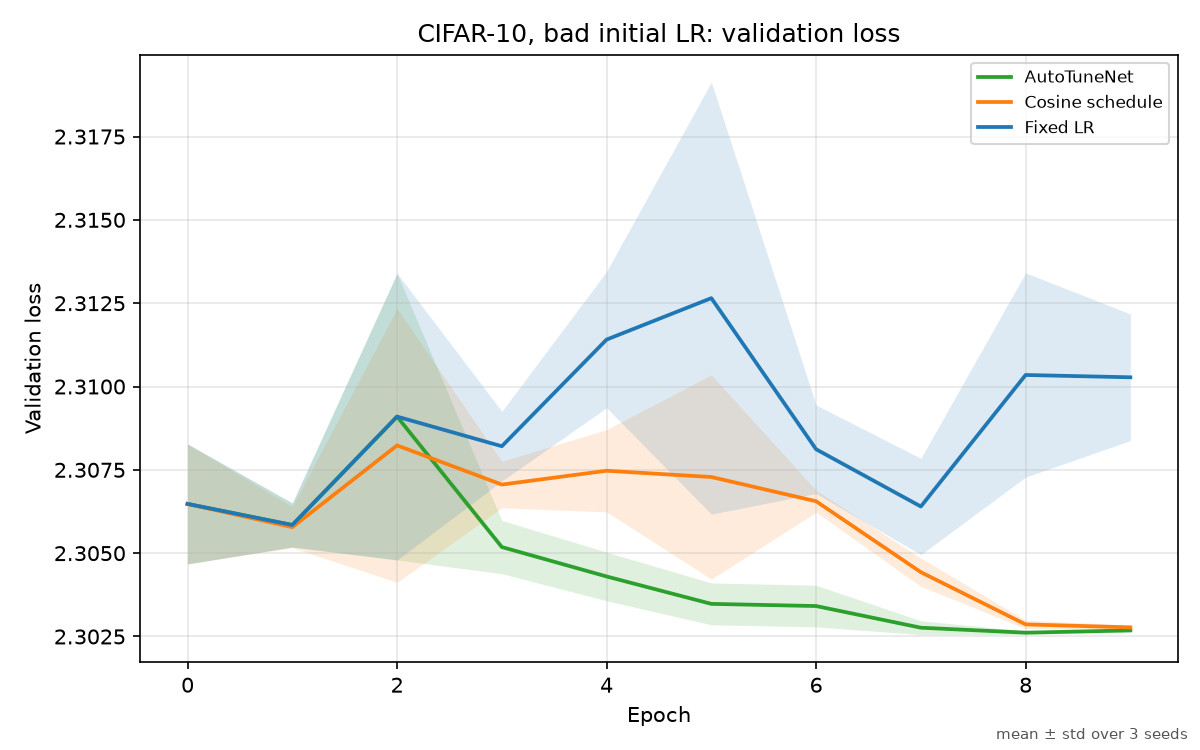 CIFAR-10, bad initial LR: validation loss
AutoTuneNet
Cosine schedule
Fixed LR
2.3175
2.3150
2.3125
2.3100
2.3075
2.3050
2.3025
Validation loss
0 2 4 6 8
Epoch
mean ± std over 3 seeds